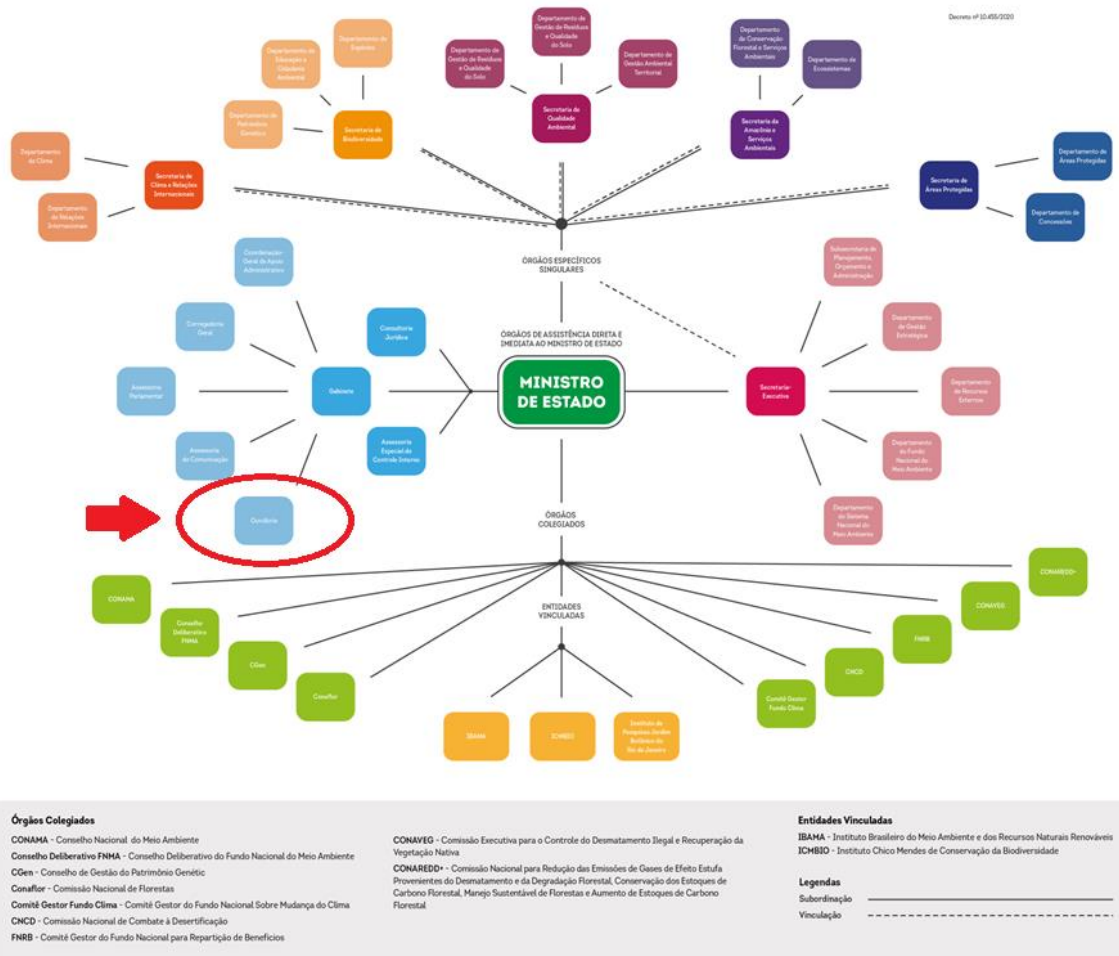 Decreto nº 10.455/2020
Departamento de
Gestão de Resíduos
e Qualidade
do Solo
Departamento
de Conservação
Florestal e Serviços
Ambientais
Departamento de
Espécies
Departamento de
Educação e
Cidadania
Ambiental
Departamento de
Gestão de Resíduos
e Qualidade
do Solo
Departamento de
Gestão Ambiental
Territorial
Departamento de
Ecossistemas
Departamento de
Patrimônio
Genético
Secretaria de
Biodiversidade
Secretaria de
Qualidade
Ambiental
Secretaria da
Amazônia e
Serviços
Ambientais
Departamento
de Clima
Secretaria de
Clima e Relações
Internacionais
Departamento
de Relações
Internacionais
Secretaria de
Áreas Protegidas
Departamento de
Áreas Protegidas
Departamento de
Concessões
ÓRGÃOS ESPECÍFICOS
SINGULARES
Coordenação-
Geral de Apoio
Administrativo
Subsecretaria de
Planejamento,
Orçamento e
Administração
Corregedoria
Geral
Consultoria
Jurídica
ÓRGÃOS DE ASSISTÊNCIA DIRETA E
IMEDIATA AO MINISTRO DE ESTADO
Departamento
de Gestão
Estratégica
Assessoria
Parlamentar
Gabinete
MINISTRO
DE ESTADO
Secretaria-
Executiva
Departamento
de Recursos
Externos
Assessoria
de Comunicação
Assessoria
Especial de
Controle Interno
Departamento
do Fundo
Nacional do
Meio Ambiente
Ouvidoria
ÓRGÃOS
COLEGIADOS
Departamento
do Sistema
Nacional do
Meio Ambiente
CONAMA
Conselho
Deliberativo
FNMA
CGen
Conaflor
ENTIDADES
VINCULADAS
IBAMA
ICMBIO
Instituto de
Pesquisas Jardim
Botânico do
Rio de Janeiro
Comitê Gestor
Fundo Clima
CNCD
FNRB
CONAVEG
CONAREDD+
Órgãos Colegiados
CONAMA - Conselho Nacional do Meio Ambiente
Conselho Deliberativo FNMA - Conselho Deliberativo do Fundo Nacional do Meio Ambiente
CGen - Conselho de Gestão do Patrimônio Genétic
Conaflor - Comissão Nacional de Florestas
Comitê Gestor Fundo Clima - Comitê Gestor do Fundo Nacional Sobre Mudança do Clima
CNCD - Comissão Nacional de Combate à Desertificação
FNRB - Comitê Gestor do Fundo Nacional para Repartição de Benefícios
CONAVEG - Comissão Executiva para o Controle do Desmatamento Ilegal e Recuperação da
Vegetação Nativa
CONAREDD+ - Comissão Nacional para Redução das Emissões de Gases de Efeito Estufa
Provenientes do Desmatamento e da Degradação Florestal, Conservação dos Estoques de
Carbono Florestal, Manejo Sustentável de Florestas e Aumento de Estoques de Carbono
Florestal
Entidades Vinculadas
IBAMA - Instituto Brasileiro do Meio Ambiente e dos Recursos Naturais Renováveis
ICMBIO - Instituto Chico Mendes de Conservação da Biodiversidade
Legendas
Subordinação
Vinculação